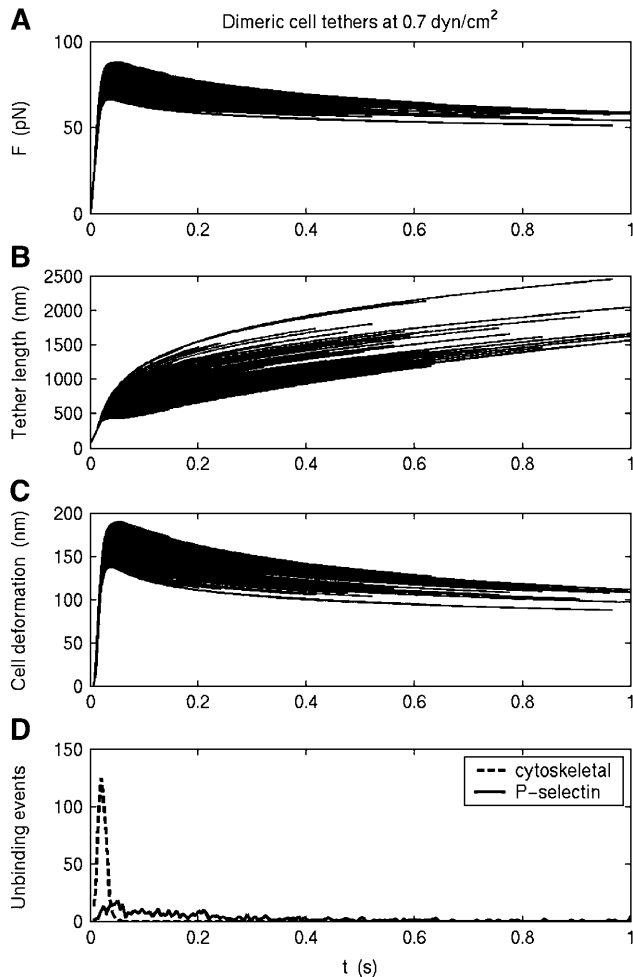 A
Dimeric cell tethers at 0.7 dyn/cm²
100
50
0
F (pN)
0 0.2 0.4 0.6 0.8 1
B
2500
2000
1500
1000
500
0
Tether length (nm)
0 0.2 0.4 0.6 0.8 1
C
200
150
100
50
0
Cell deformation (nm)
0 0.2 0.4 0.6 0.8 1
D
150
100
50
0
Unbinding events
cytoskeletal
P-selectin
0 0.2 0.4 0.6 0.8 1
t (s)